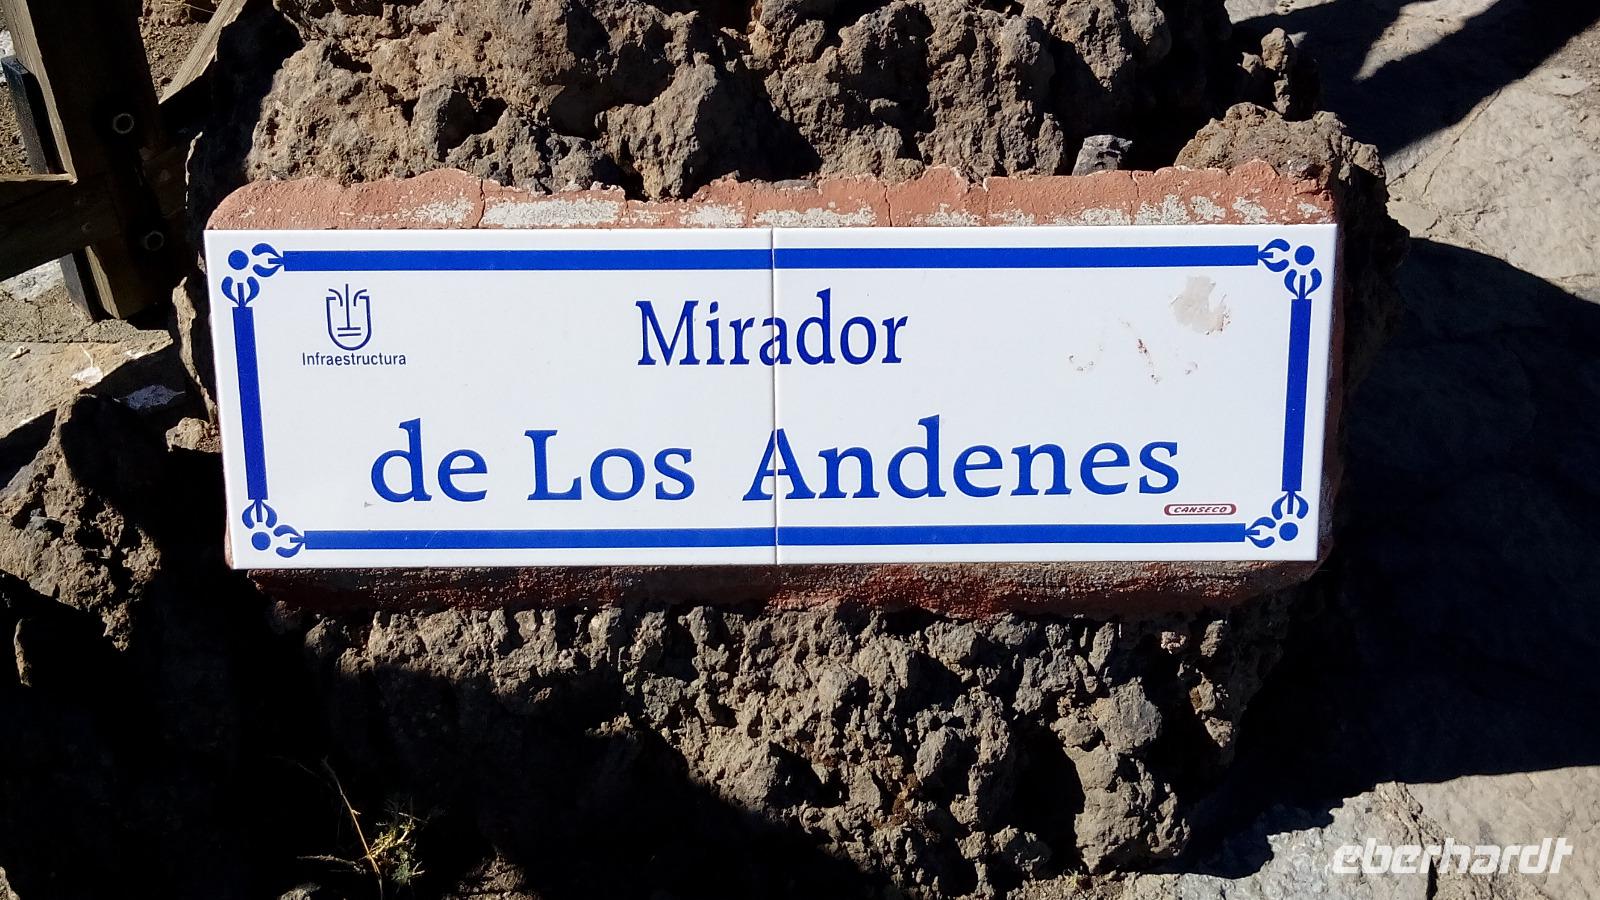 Infraestructura
Mirador
de Los Andenes
CANSECO
eberhardt